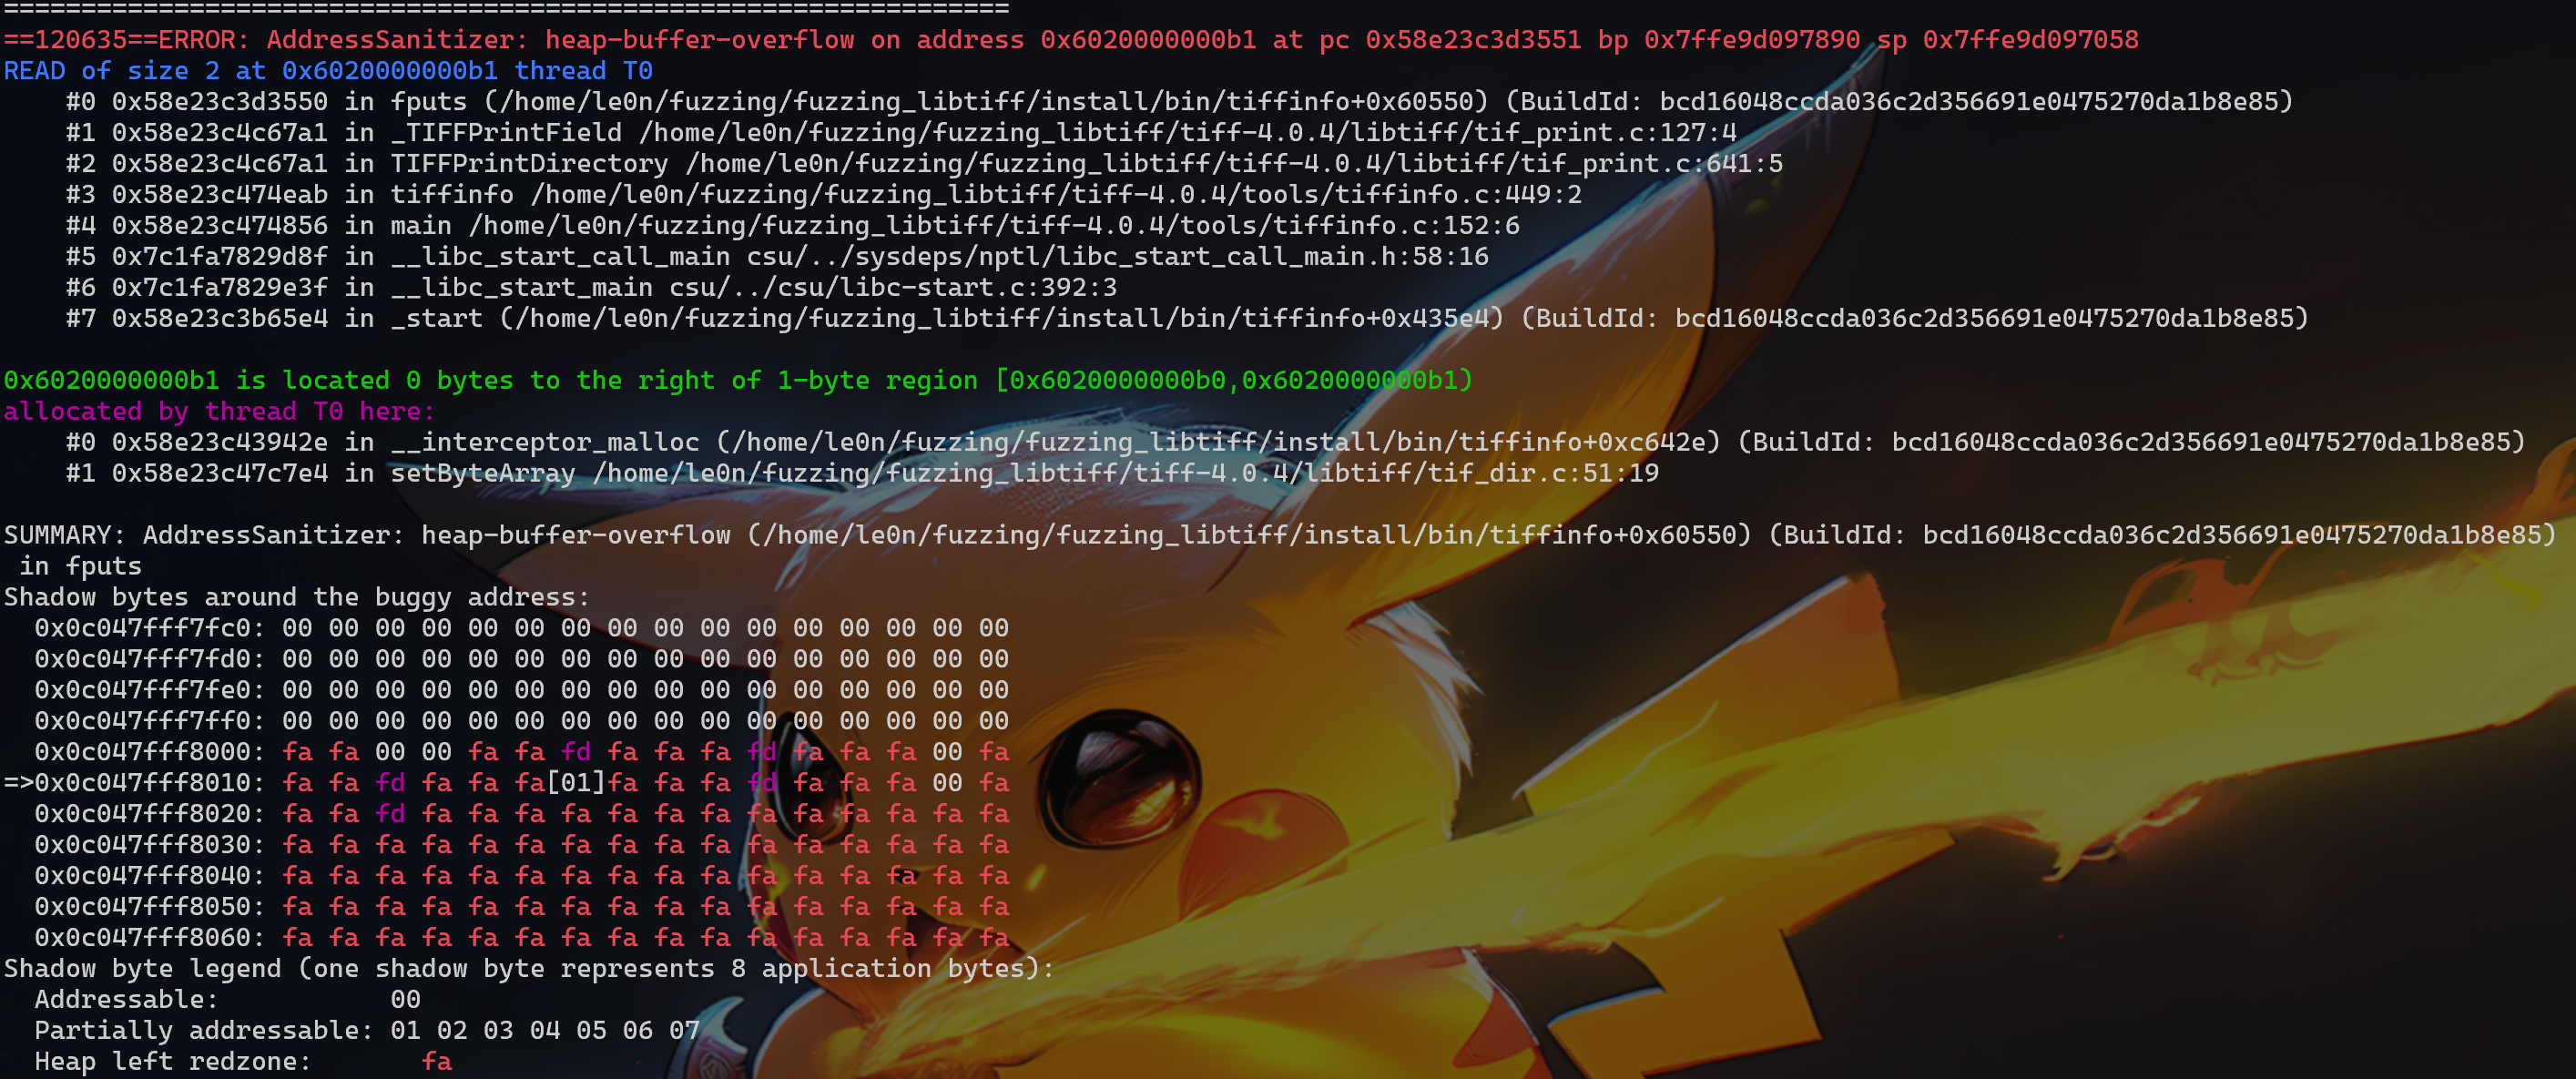 =================================================================
==120635==ERROR: AddressSanitizer: heap-buffer-overflow on address 0x6020000000b1 at pc 0x58e23c3d3551 bp 0x7ffe9d097890 sp 0x7ffe9d097058
READ of size 2 at 0x6020000000b1 thread T0
    #0 0x58e23c3d3550 in fputs (/home/le0n/fuzzing/fuzzing_libtiff/install/bin/tiffinfo+0x60550) (BuildId: bcd16048ccda036c2d356691e0475270da1b8e85)
    #1 0x58e23c4c67a1 in _TIFFPrintField /home/le0n/fuzzing/fuzzing_libtiff/tiff-4.0.4/libtiff/tif_print.c:127:4
    #2 0x58e23c4c67a1 in TIFFPrintDirectory /home/le0n/fuzzing/fuzzing_libtiff/tiff-4.0.4/libtiff/tif_print.c:641:5
    #3 0x58e23c474eab in tiffinfo /home/le0n/fuzzing/fuzzing_libtiff/tiff-4.0.4/tools/tiffinfo.c:449:2
    #4 0x58e23c474856 in main /home/le0n/fuzzing/fuzzing_libtiff/tiff-4.0.4/tools/tiffinfo.c:152:6
    #5 0x7c1fa7829d8f in __libc_start_call_main csu/../sysdeps/nptl/libc_start_call_main.h:58:16
    #6 0x7c1fa7829e3f in __libc_start_main csu/../csu/libc-start.c:392:3
    #7 0x58e23c3b65e4 in _start (/home/le0n/fuzzing/fuzzing_libtiff/install/bin/tiffinfo+0x435e4) (BuildId: bcd16048ccda036c2d356691e0475270da1b8e85)

0x6020000000b1 is located 0 bytes to the right of 1-byte region [0x6020000000b0,0x6020000000b1)
allocated by thread T0 here:
    #0 0x58e23c43942e in __interceptor_malloc (/home/le0n/fuzzing/fuzzing_libtiff/install/bin/tiffinfo+0xc642e) (BuildId: bcd16048ccda036c2d356691e0475270da1b8e85)
    #1 0x58e23c47c7e4 in setByteArray /home/le0n/fuzzing/fuzzing_libtiff/tiff-4.0.4/libtiff/tif_dir.c:51:19

SUMMARY: AddressSanitizer: heap-buffer-overflow (/home/le0n/fuzzing/fuzzing_libtiff/install/bin/tiffinfo+0x60550) (BuildId: bcd16048ccda036c2d356691e0475270da1b8e85)
 in fputs
Shadow bytes around the buggy address:
  0x0c047fff7fc0: 00 00 00 00 00 00 00 00 00 00 00 00 00 00 00 00
  0x0c047fff7fd0: 00 00 00 00 00 00 00 00 00 00 00 00 00 00 00 00
  0x0c047fff7fe0: 00 00 00 00 00 00 00 00 00 00 00 00 00 00 00 00
  0x0c047fff7ff0: 00 00 00 00 00 00 00 00 00 00 00 00 00 00 00 00
  0x0c047fff8000: fa fa 00 00 fa fa fd fa fa fa fd fa fa fa 00 fa
=>0x0c047fff8010: fa fa fd fa fa fa[01]fa fa fa fd fa fa fa 00 fa
  0x0c047fff8020: fa fa fd fa fa fa fa fa fa fa fa fa fa fa fa fa
  0x0c047fff8030: fa fa fa fa fa fa fa fa fa fa fa fa fa fa fa fa
  0x0c047fff8040: fa fa fa fa fa fa fa fa fa fa fa fa fa fa fa fa
  0x0c047fff8050: fa fa fa fa fa fa fa fa fa fa fa fa fa fa fa fa
  0x0c047fff8060: fa fa fa fa fa fa fa fa fa fa fa fa fa fa fa fa
Shadow byte legend (one shadow byte represents 8 application bytes):
  Addressable:           00
  Partially addressable: 01 02 03 04 05 06 07
  Heap left redzone:       fa